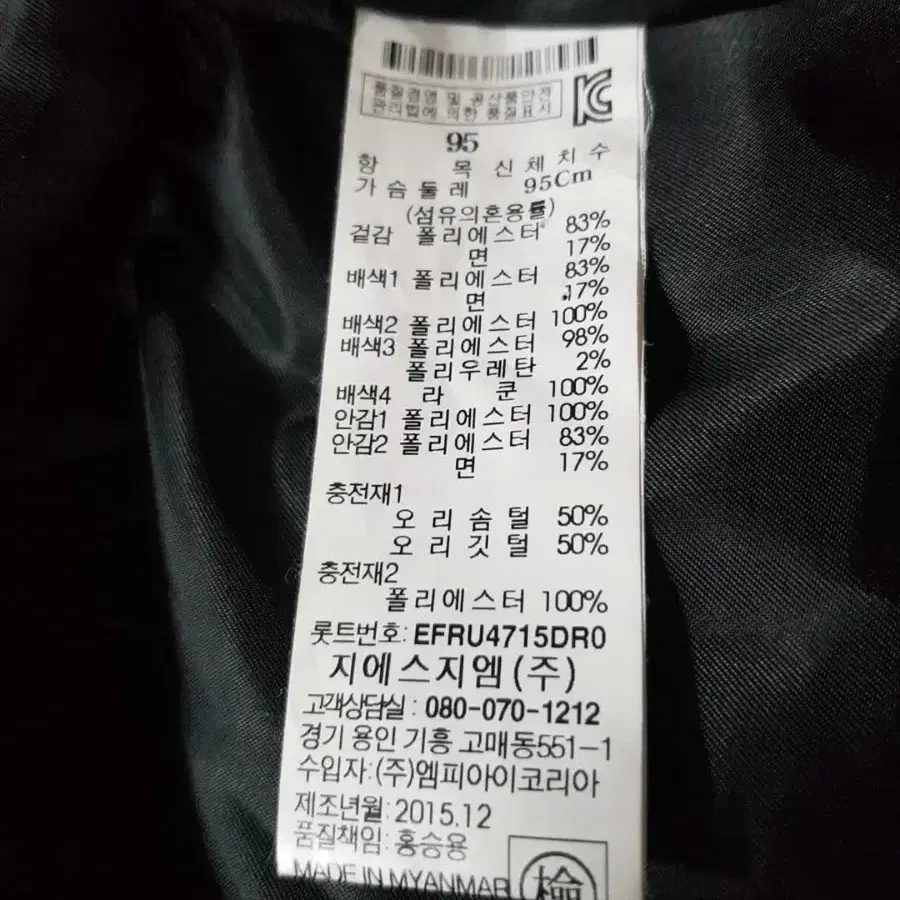 품질경영 및 공산품안전
관리법에 의한 품질표시
95
항 목 신체치수
가슴둘레 95Cm
(섬유의혼용률)
겉감 폴리에스터 83%
면 17%
배색1 폴리에스터 83%
면 17%
배색2 폴리에스터 100%
배색3 폴리에스터 98%
폴리우레탄 2%
배색4 라쿤 100%
안감1 폴리에스터 100%
안감2 폴리에스터 83%
면 17%
충전재1
오리솜털 50%
오리깃털 50%
충전재2
폴리에스터 100%
롯트번호: EFRU4715DR0
지에스지엠(주)
고객상담실 : 080-070-1212
경기 용인 기흥 고매동551-1
수입자:(주)엠피아이코리아
제조년월: 2015.12
품질책임: 홍승용
MADE IN MYANMAR
檢